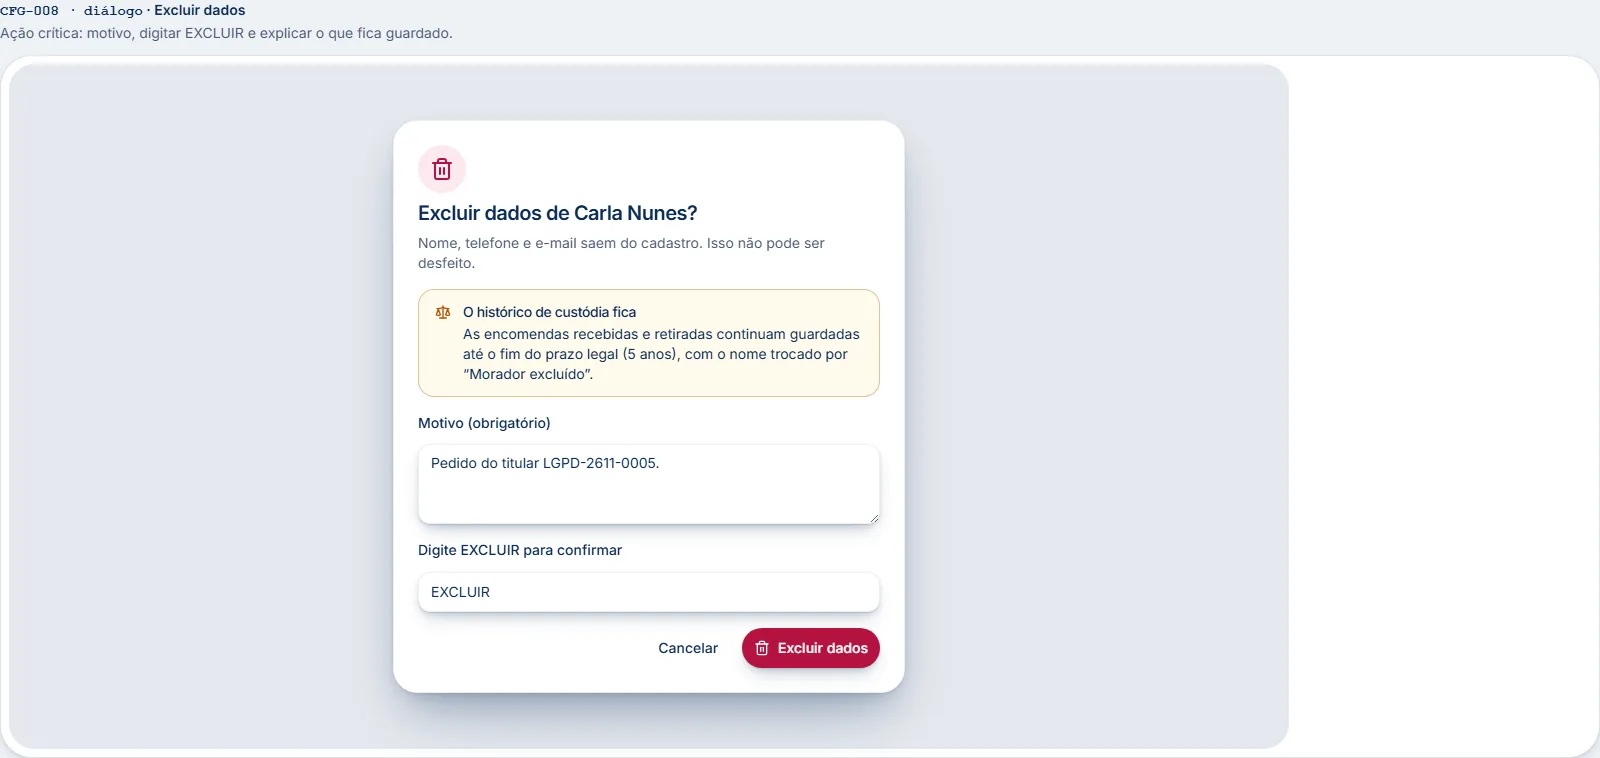 CFG-008 · diálogo · Excluir dados
Ação crítica: motivo, digitar EXCLUIR e explicar o que fica guardado.
Excluir dados de Carla Nunes?
Nome, telefone e e-mail saem do cadastro. Isso não pode ser
desfeito.
O histórico de custódia fica
As encomendas recebidas e retiradas continuam guardadas
até o fim do prazo legal (5 anos), com o nome trocado por
“Morador excluído”.
Motivo (obrigatório)
Pedido do titular LGPD-2611-0005.
Digite EXCLUIR para confirmar
EXCLUIR
Cancelar
Excluir dados